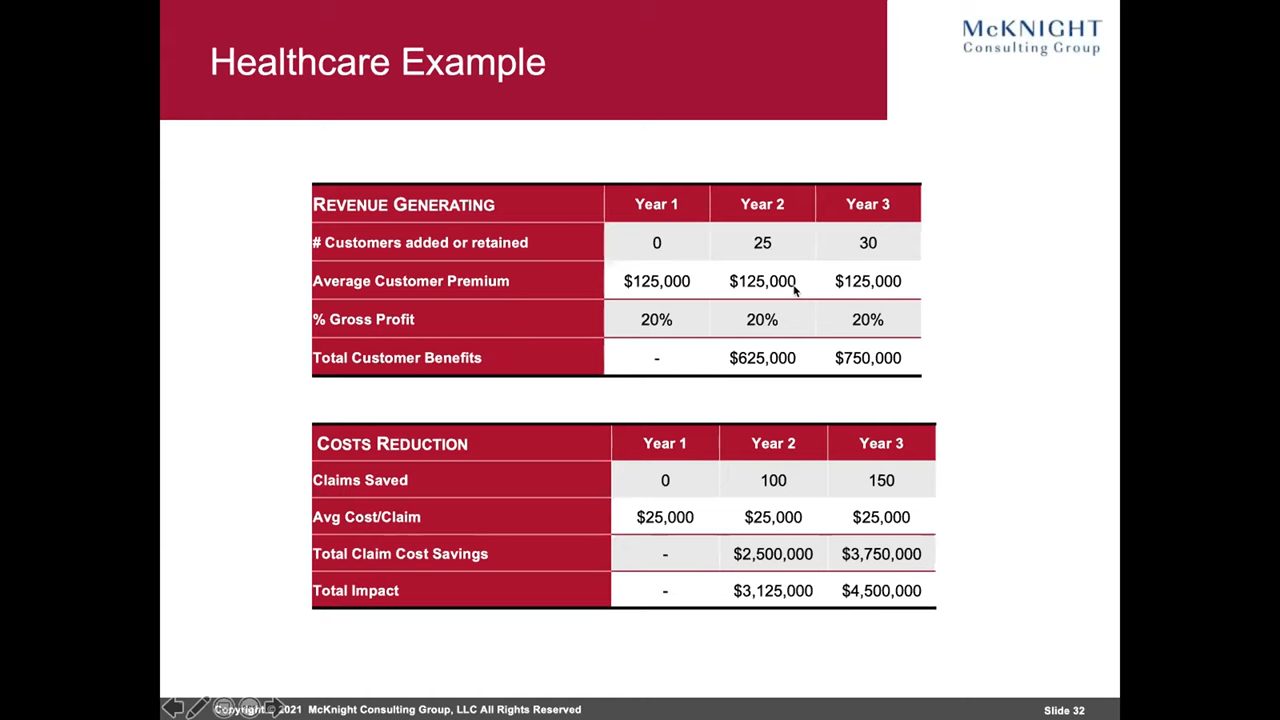 Healthcare Example
McKNIGHT
Consulting Group
REVENUE GENERATING Year 1 Year 2 Year 3
# Customers added or retained 0 25 30
Average Customer Premium $125,000 $125,000 $125,000
% Gross Profit 20% 20% 20%
Total Customer Benefits - $625,000 $750,000
COSTS REDUCTION Year 1 Year 2 Year 3
Claims Saved 0 100 150
Avg Cost/Claim $25,000 $25,000 $25,000
Total Claim Cost Savings - $2,500,000 $3,750,000
Total Impact - $3,125,000 $4,500,000
Copyright © 2021 McKnight Consulting Group, LLC All Rights Reserved Slide 32